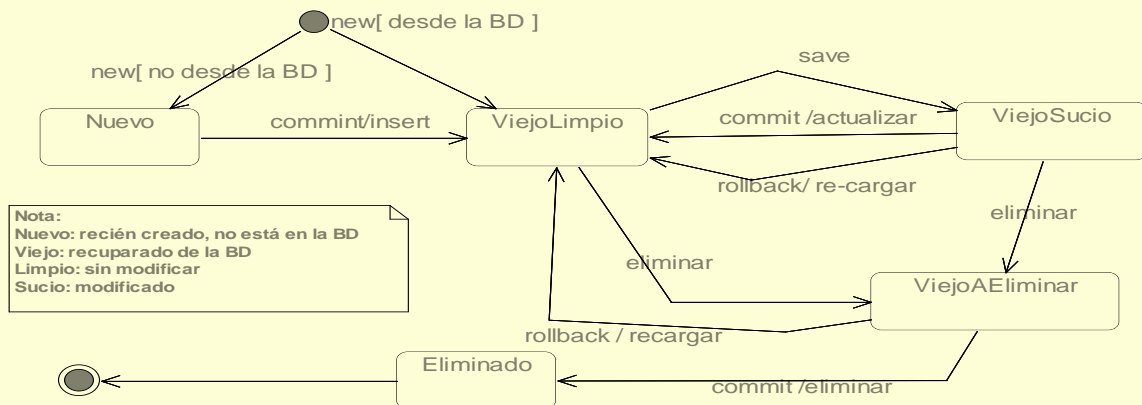 new[ desde la BD ]
new[ no desde la BD ]
save
Nuevo
commint/insert
ViejoLimpio
commit /actualizar
ViejoSucio
rollback/ re-cargar
eliminar
Nota:
Nuevo: recién creado, no está en la BD
Viejo: recuparado de la BD
Limpio: sin modificar
Sucio: modificado
eliminar
ViejoAEliminar
rollback / recargar
Eliminado
commit /eliminar